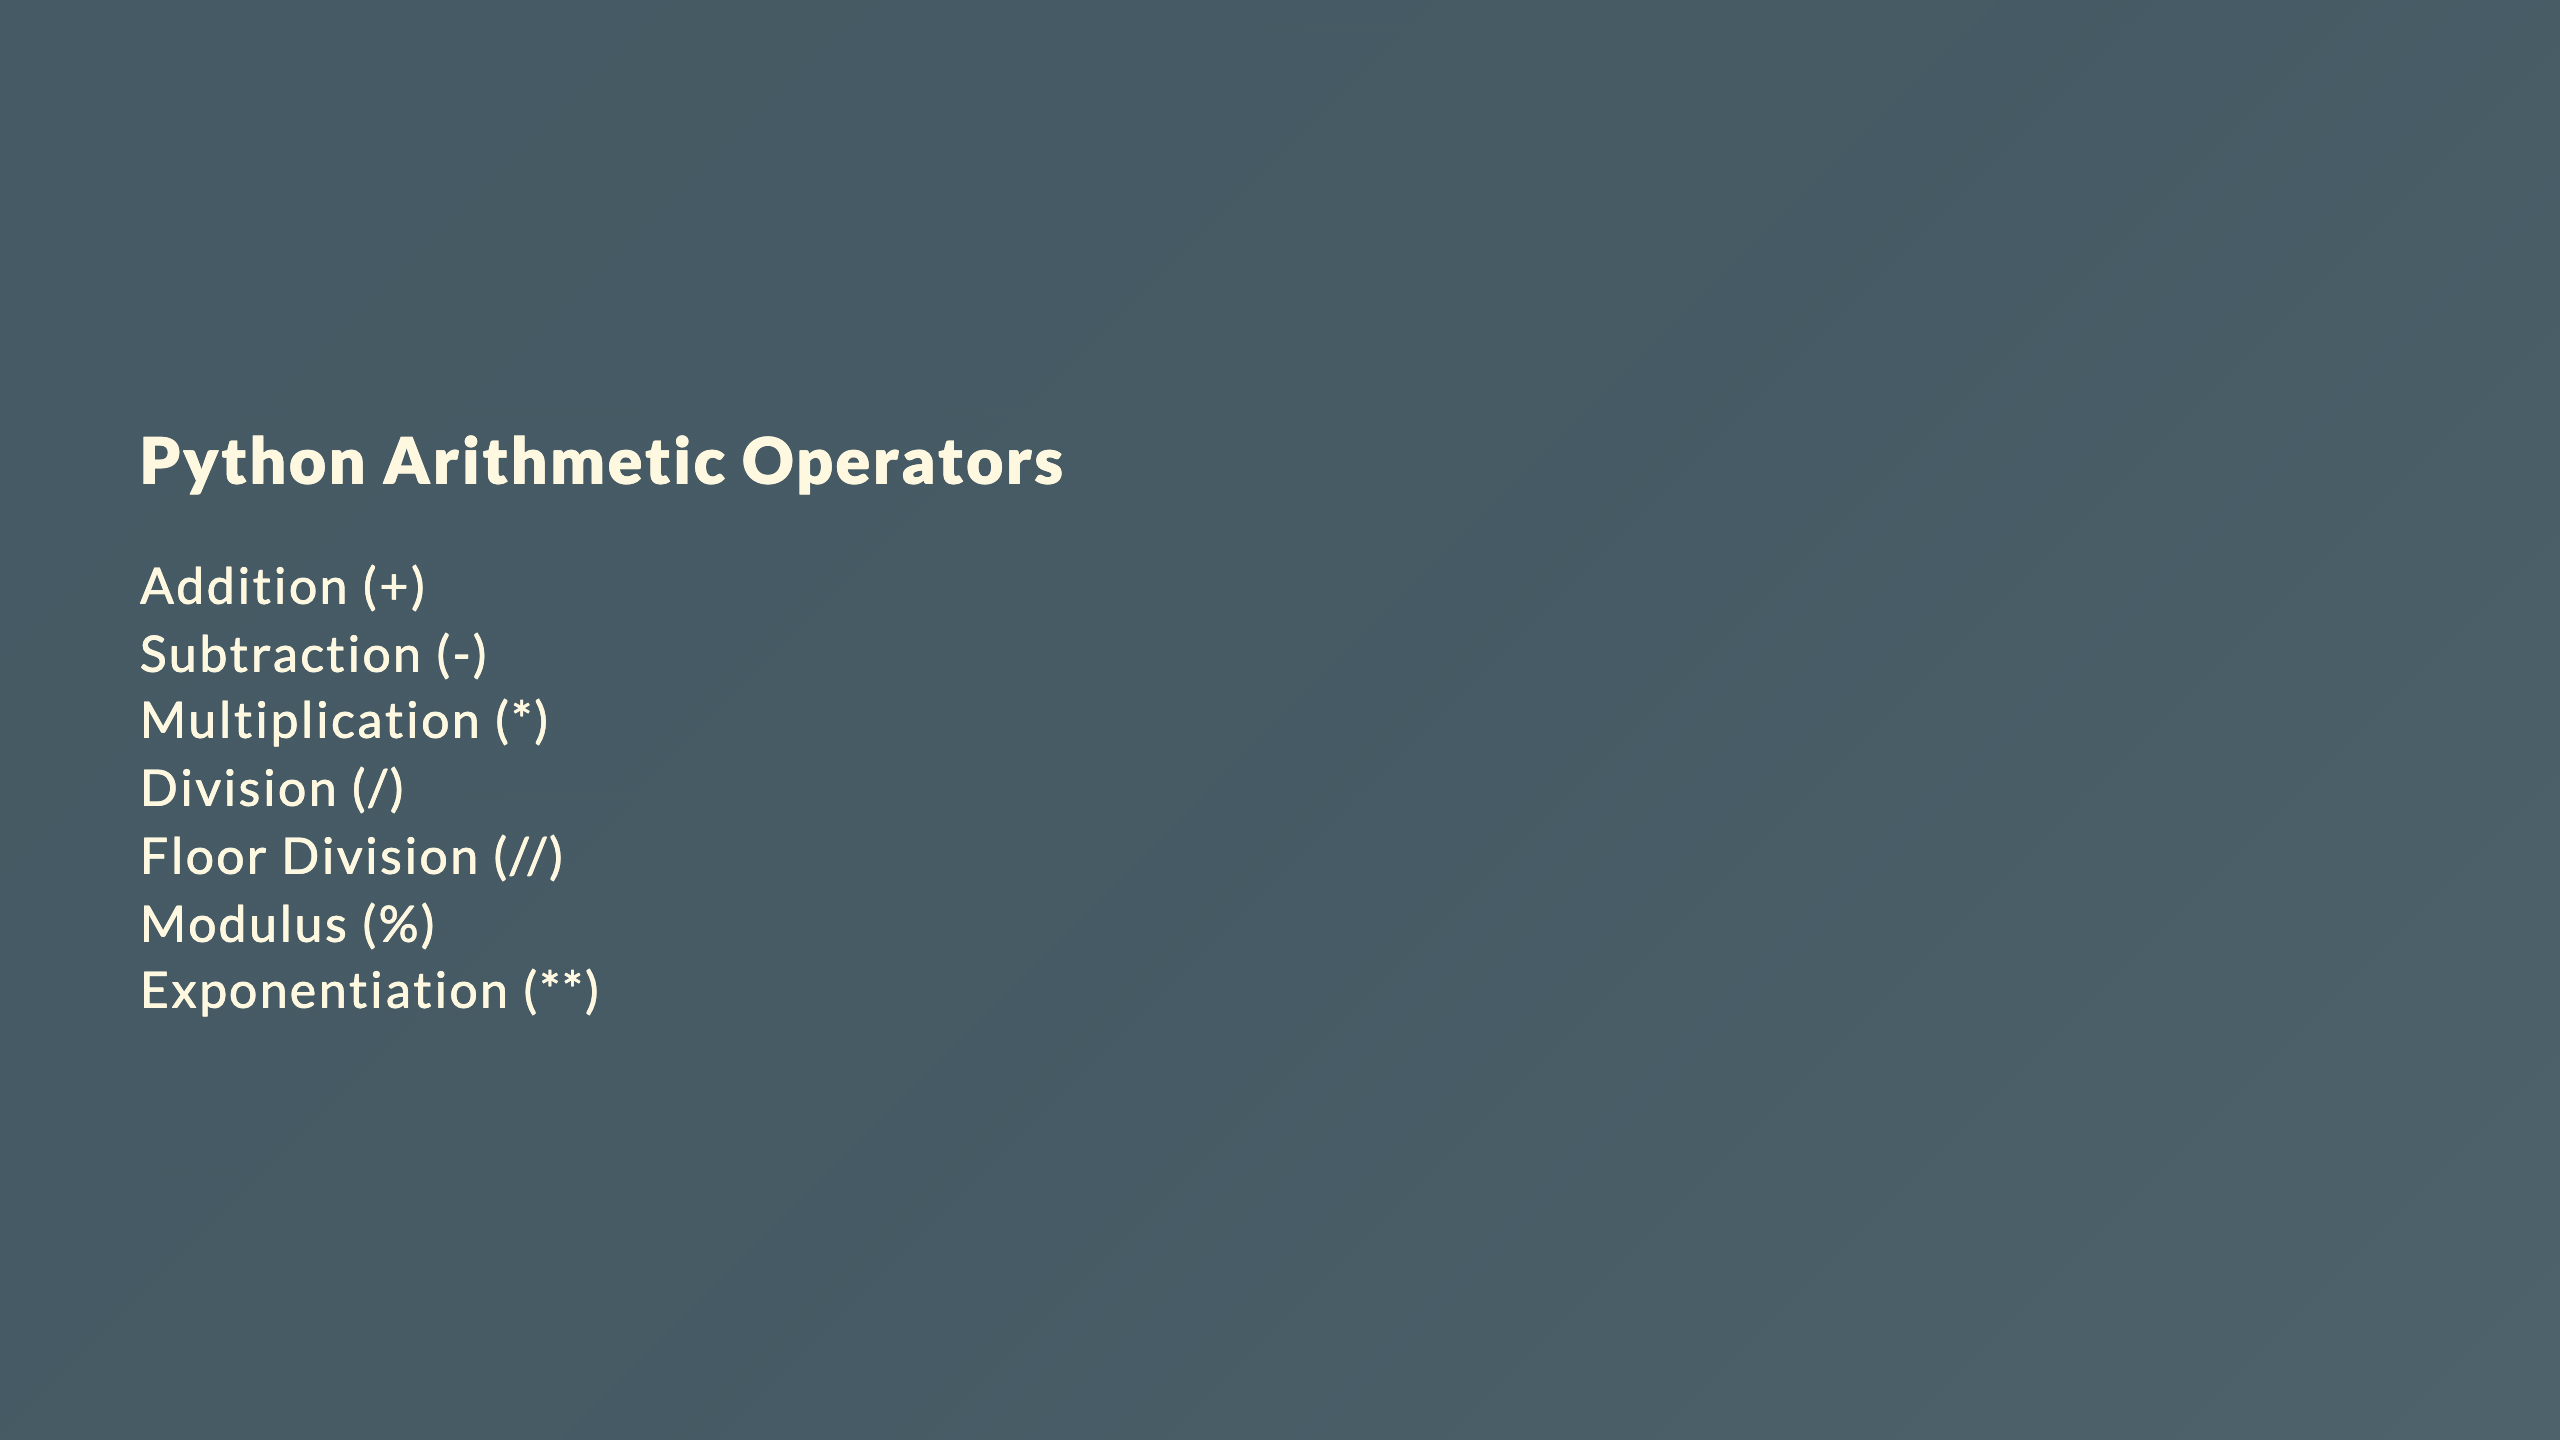 Python Arithmetic Operators
Addition (+)
Subtraction (-)
Multiplication (*)
Division (/)
Floor Division (//)
Modulus (%)
Exponentiation (**)